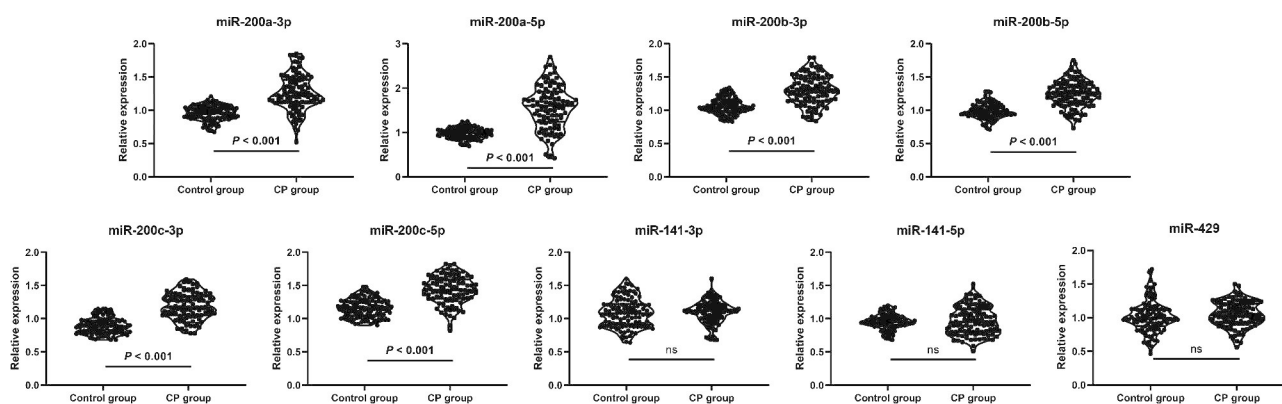 miR-200a-3p
Relative expression
2.0
1.5
1.0
0.5
0.0
P < 0.001
Control group
CP group
miR-200a-5p
Relative expression
3
2
1
0
P < 0.001
Control group
CP group
miR-200b-3p
Relative expression
2.0
1.5
1.0
0.5
0.0
P < 0.001
Control group
CP group
miR-200b-5p
Relative expression
2.0
1.5
1.0
0.5
0.0
P < 0.001
Control group
CP group
miR-200c-3p
Relative expression
2.0
1.5
1.0
0.5
0.0
P < 0.001
Control group
CP group
miR-200c-5p
Relative expression
2.0
1.5
1.0
0.5
0.0
P < 0.001
Control group
CP group
miR-141-3p
Relative expression
2.0
1.5
1.0
0.5
0.0
ns
Control group
CP group
miR-141-5p
Relative expression
2.0
1.5
1.0
0.5
0.0
ns
Control group
CP group
miR-429
Relative expression
2.0
1.5
1.0
0.5
0.0
ns
Control group
CP group